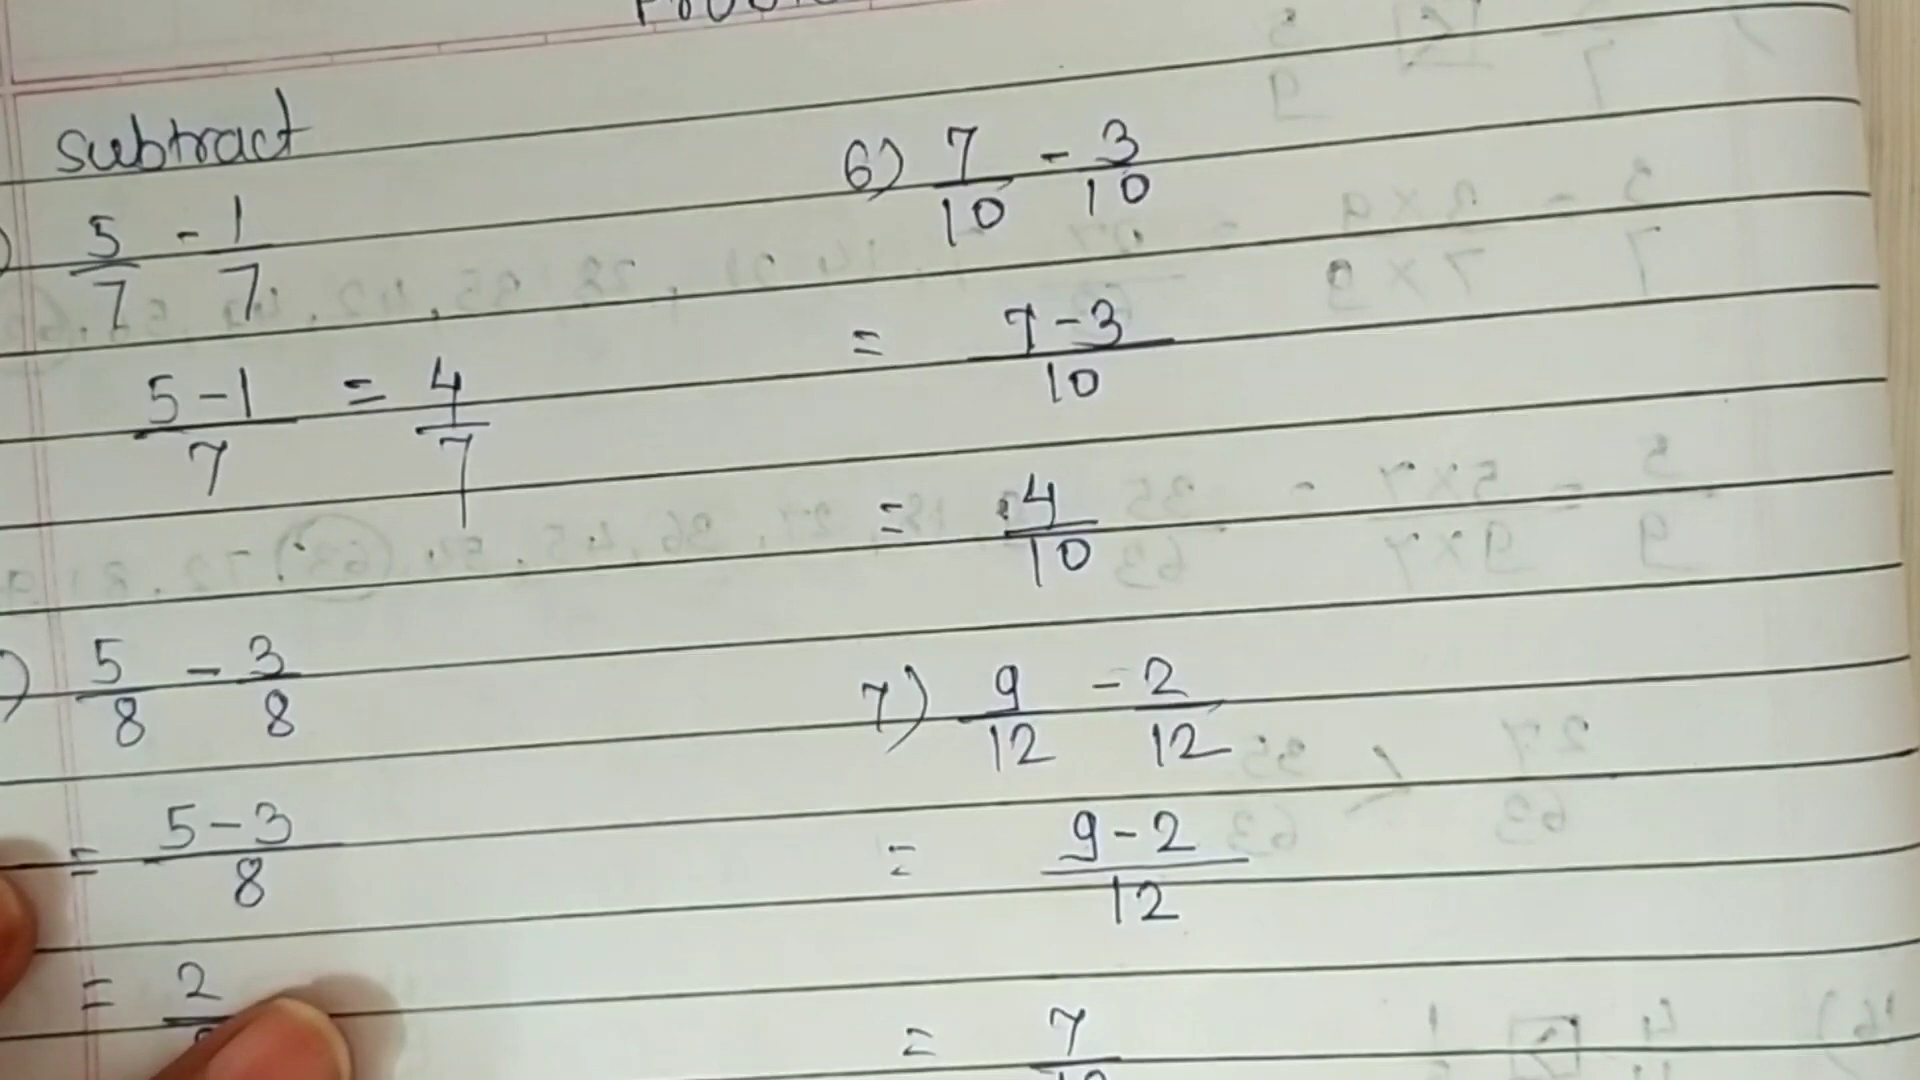 subtract
) 5/7 - 1/7
5-1/7 = 4/7
) 5/8 - 3/8
= 5-3/8
= 2
6) 7/10 - 3/10
= 7-3/10
= 4/10
7) 9/12 - 2/12
= 9-2/12
= 7